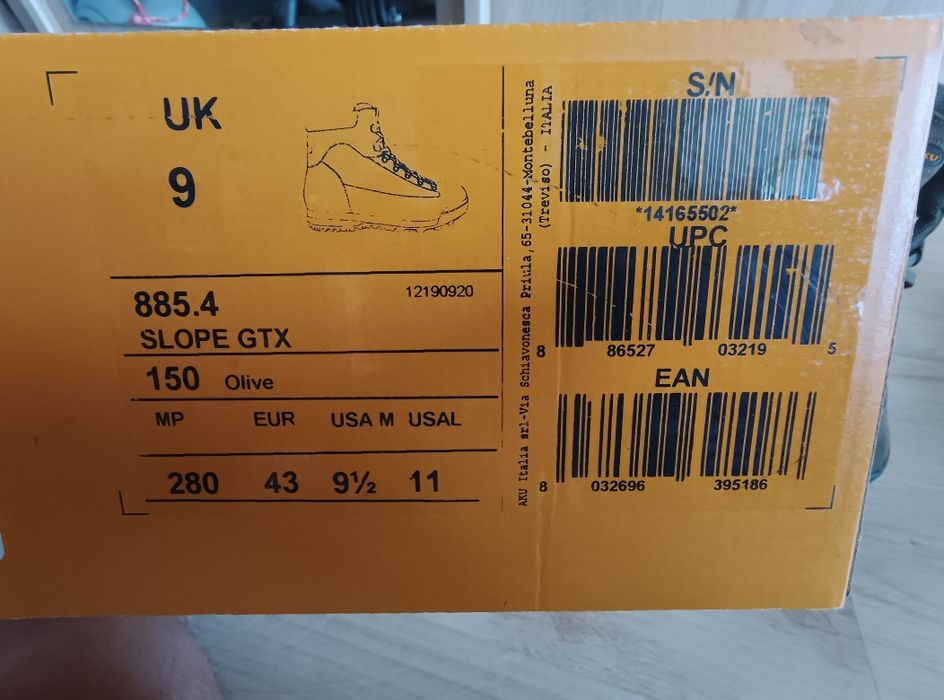 UK
9
885.4
12190920
SLOPE GTX
150 Olive
MP EUR USA M USAL
280 43 9½ 11
AKU Italia srl-Via Schiavonesca Priula,65-31044-Montebelluna
(Treviso) - ITALIA
S/N
*14165502*
UPC
8 86527 03219 5
EAN
8 032696 395186
AKU